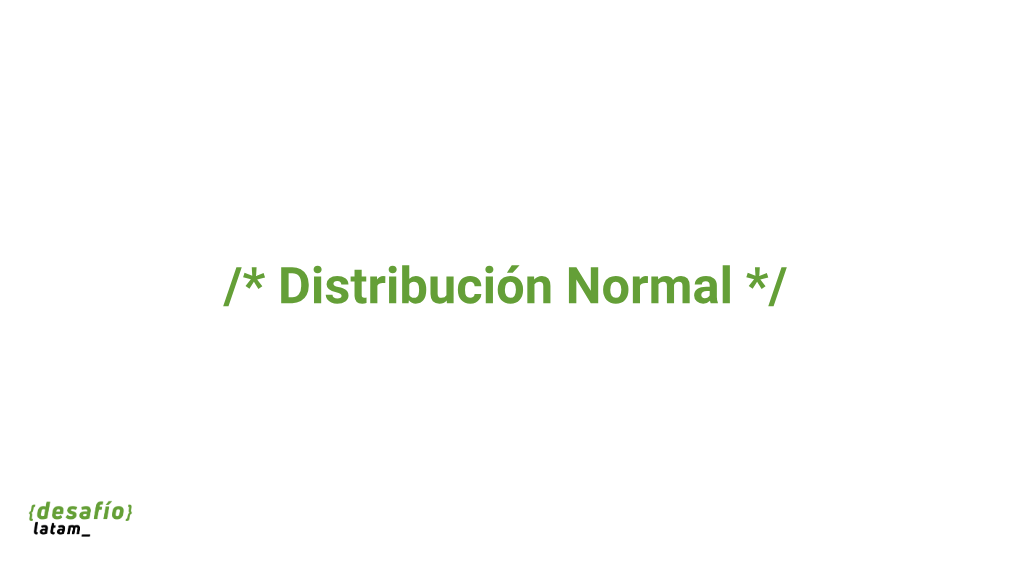 /* Distribución Normal */
{desafío}
latam_